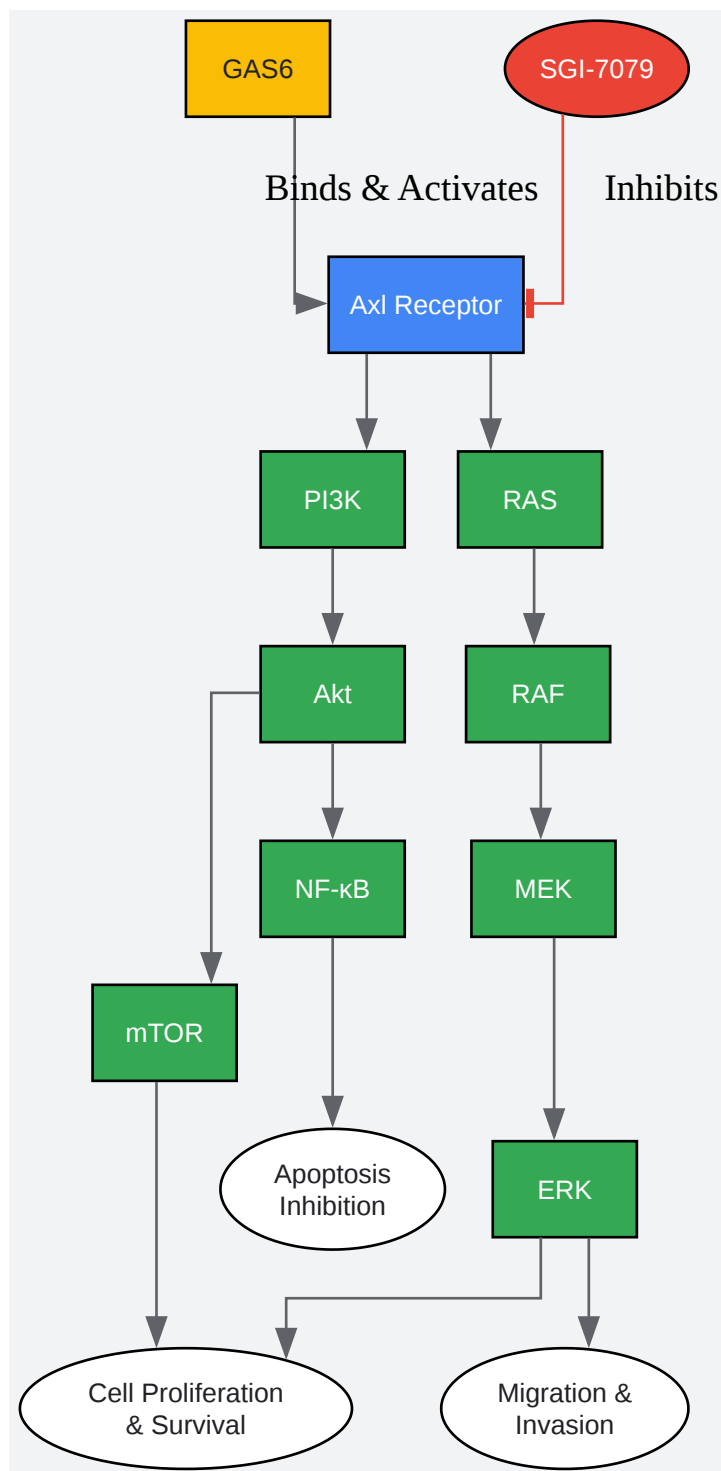 GAS6
SGI-7079
Binds & Activates
Inhibits
Axl Receptor
PI3K
RAS
Akt
RAF
NF-κB
MEK
mTOR
Apoptosis
Inhibition
ERK
Cell Proliferation
& Survival
Migration &
Invasion